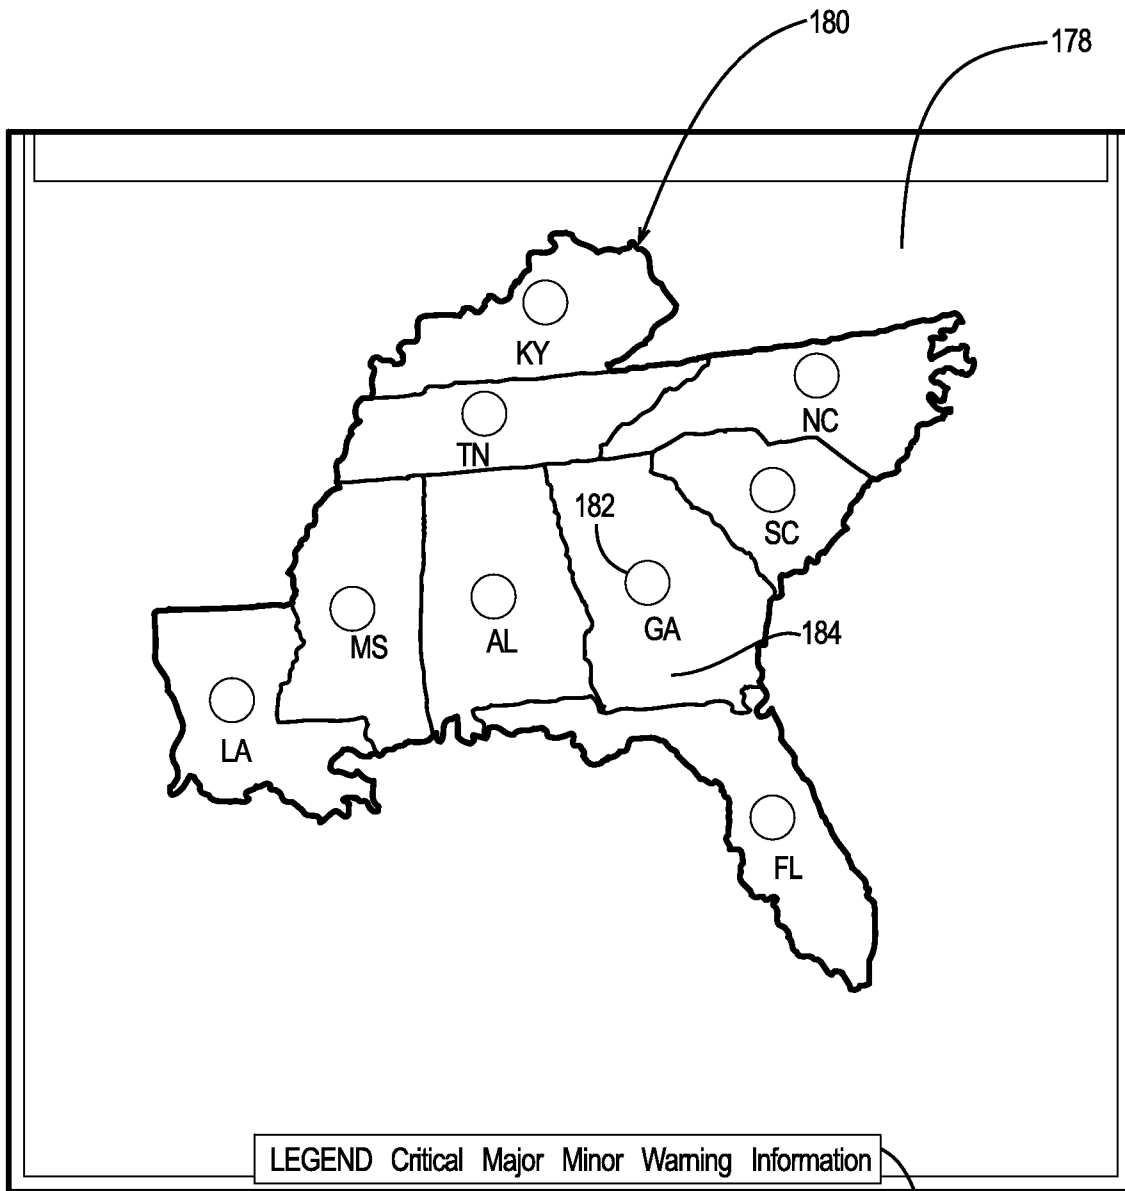 180
178
KY
NC
TN
182
SC
GA
184
MS
AL
LA
FL
LEGEND Critical Major Minor Warning Information